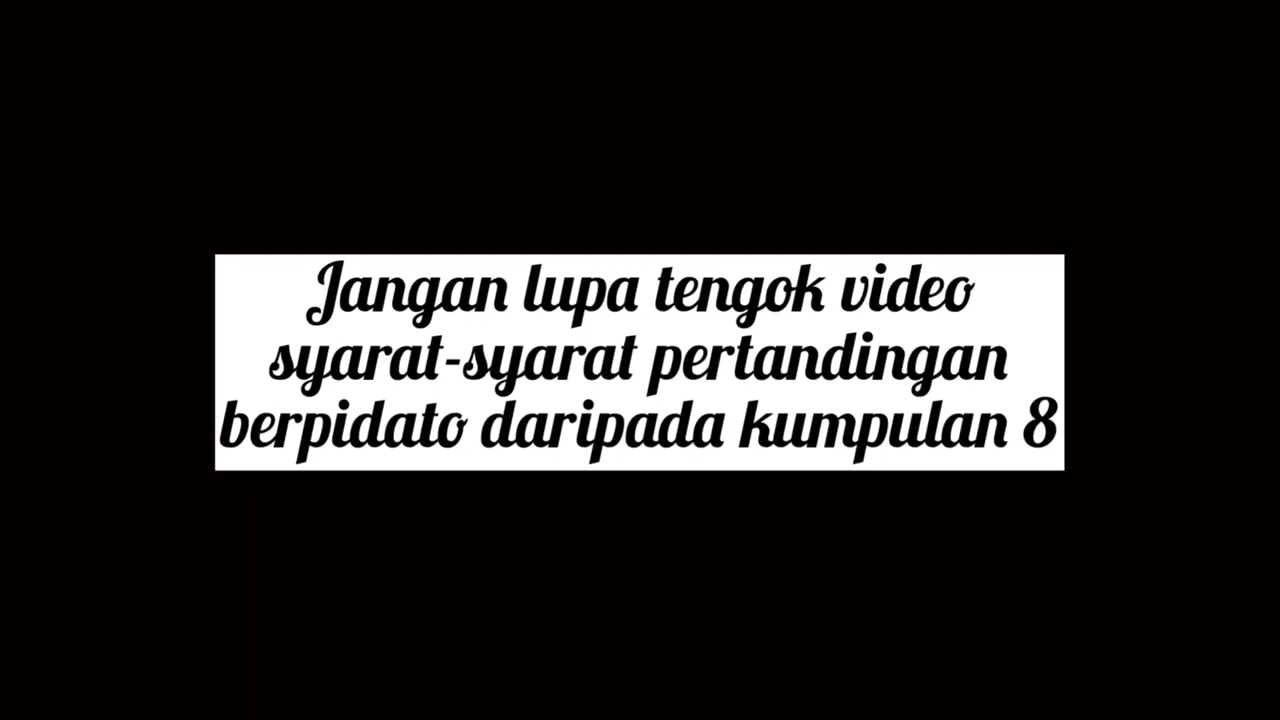 Jangan lupa tengok video
syarat-syarat pertandingan
berpidato daripada kumpulan 8